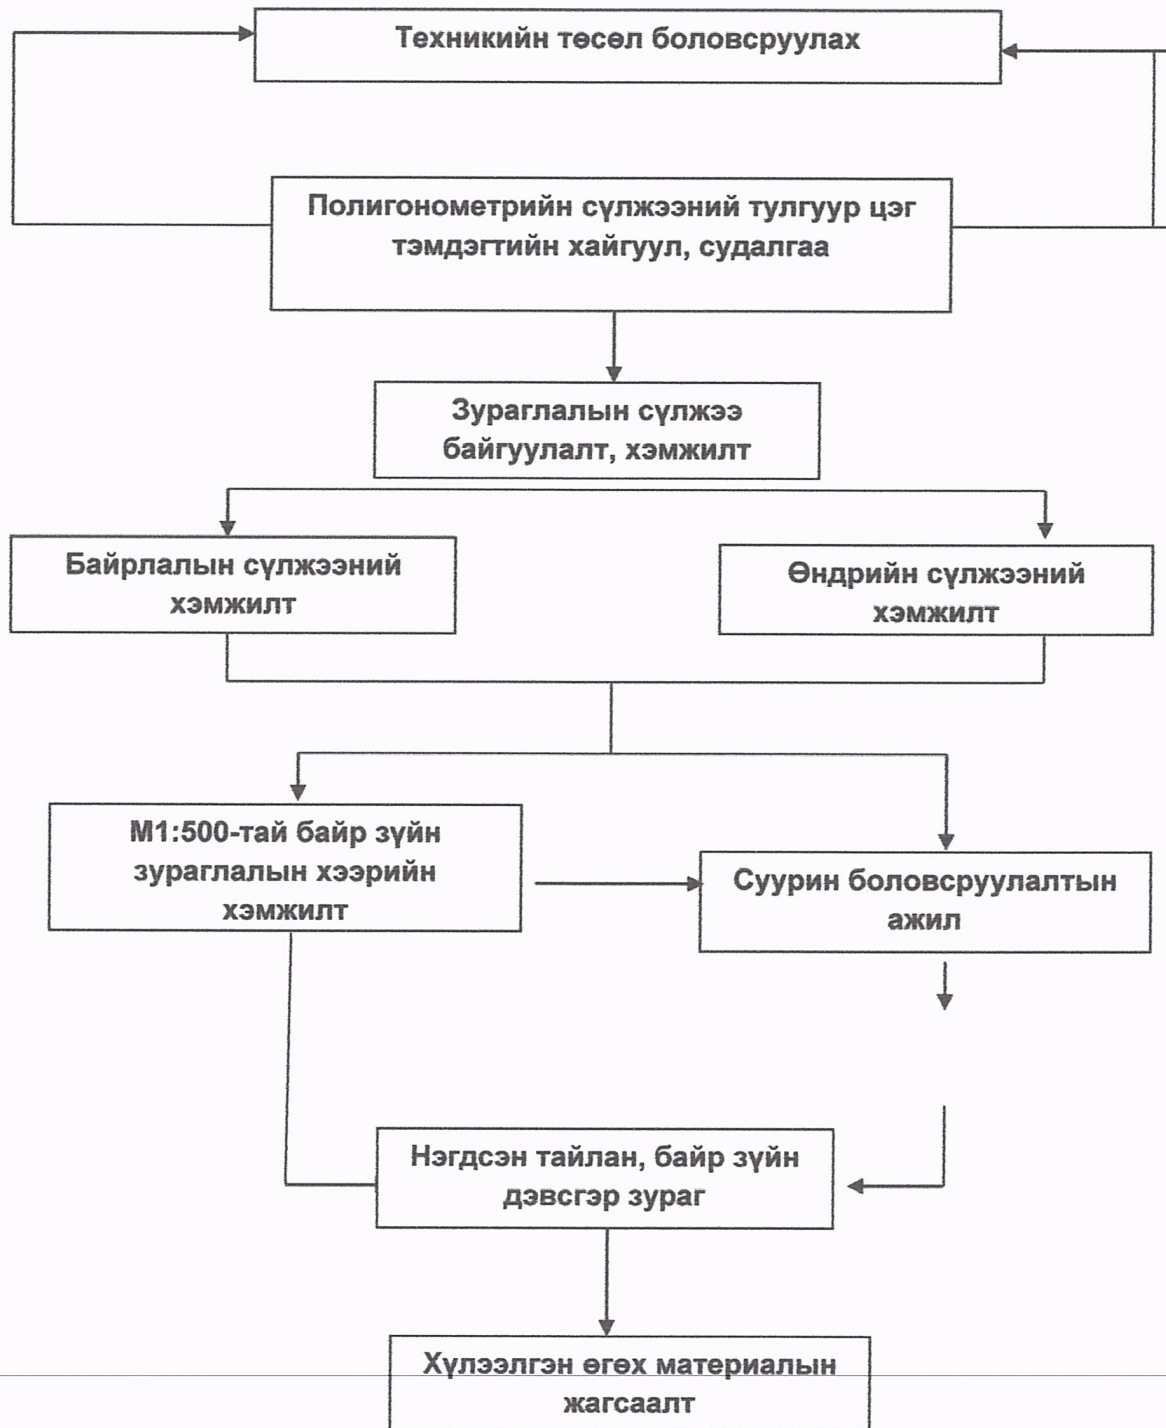 Техникийн төсөл боловсруулах
Полигонометрийн сүлжээний тулгуур цэг
тэмдэгтийн хайгуул, судалгаа
Зураглалын сүлжээ
байгуулалт, хэмжилт
Байрлалын сүлжээний
хэмжилт
Өндрийн сүлжээний
хэмжилт
М1:500-тай байр зүйн
зураглалын хээрийн
хэмжилт
Суурин боловсруулалтын
ажил
Нэгдсэн тайлан, байр зүйн
дэвсгэр зураг
Хүлээлгэн өгөх материалын
жагсаалт